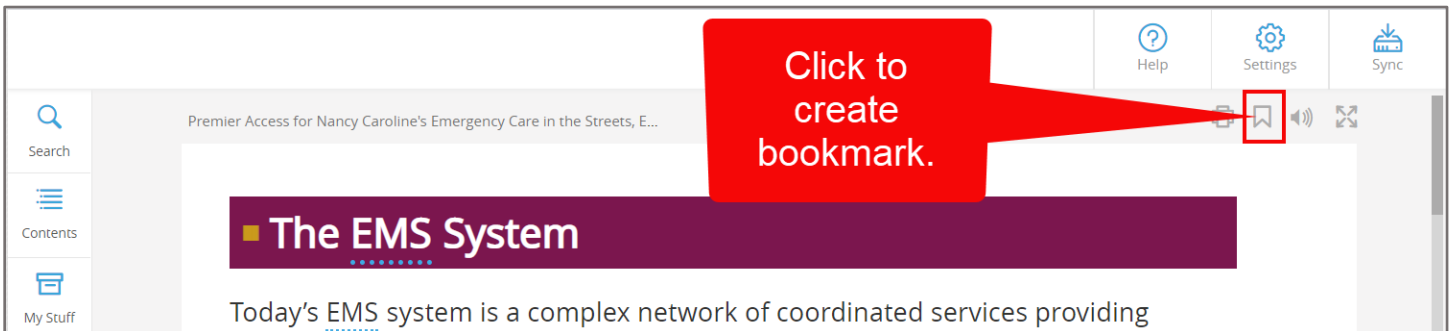 Help
Settings
Sync
Click to
create
bookmark.
Search
Premier Access for Nancy Caroline's Emergency Care in the Streets, E...
Contents
The EMS System
My Stuff
Today's EMS system is a complex network of coordinated services providing